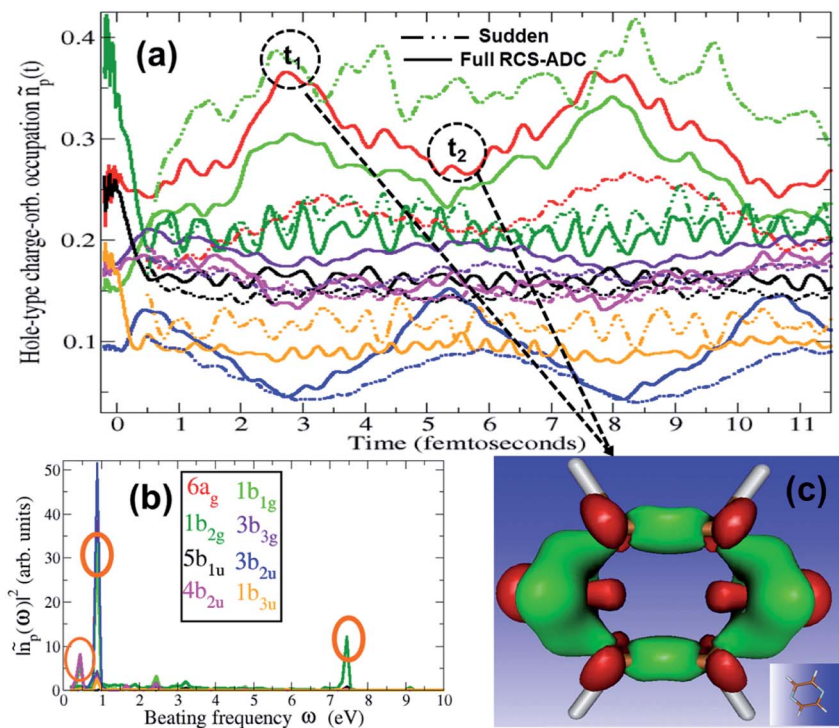 (a)
t1
t2
Sudden
Full RCS-ADC
Hole-type charge-orb. occupation ñp(t)
0.4
0.3
0.2
0.1
0 1 2 3 4 5 6 7 8 9 10 11
Time (femtoseconds)
(b)
|ñp(ω)|² (arb. units)
50
40
30
20
10
0
6ag 1b1g
1b2g 3b3g
5b1u 3b2u
4b2u 1b3u
0 1 2 3 4 5 6 7 8 9 10
Beating frequency ω (eV)
(c)